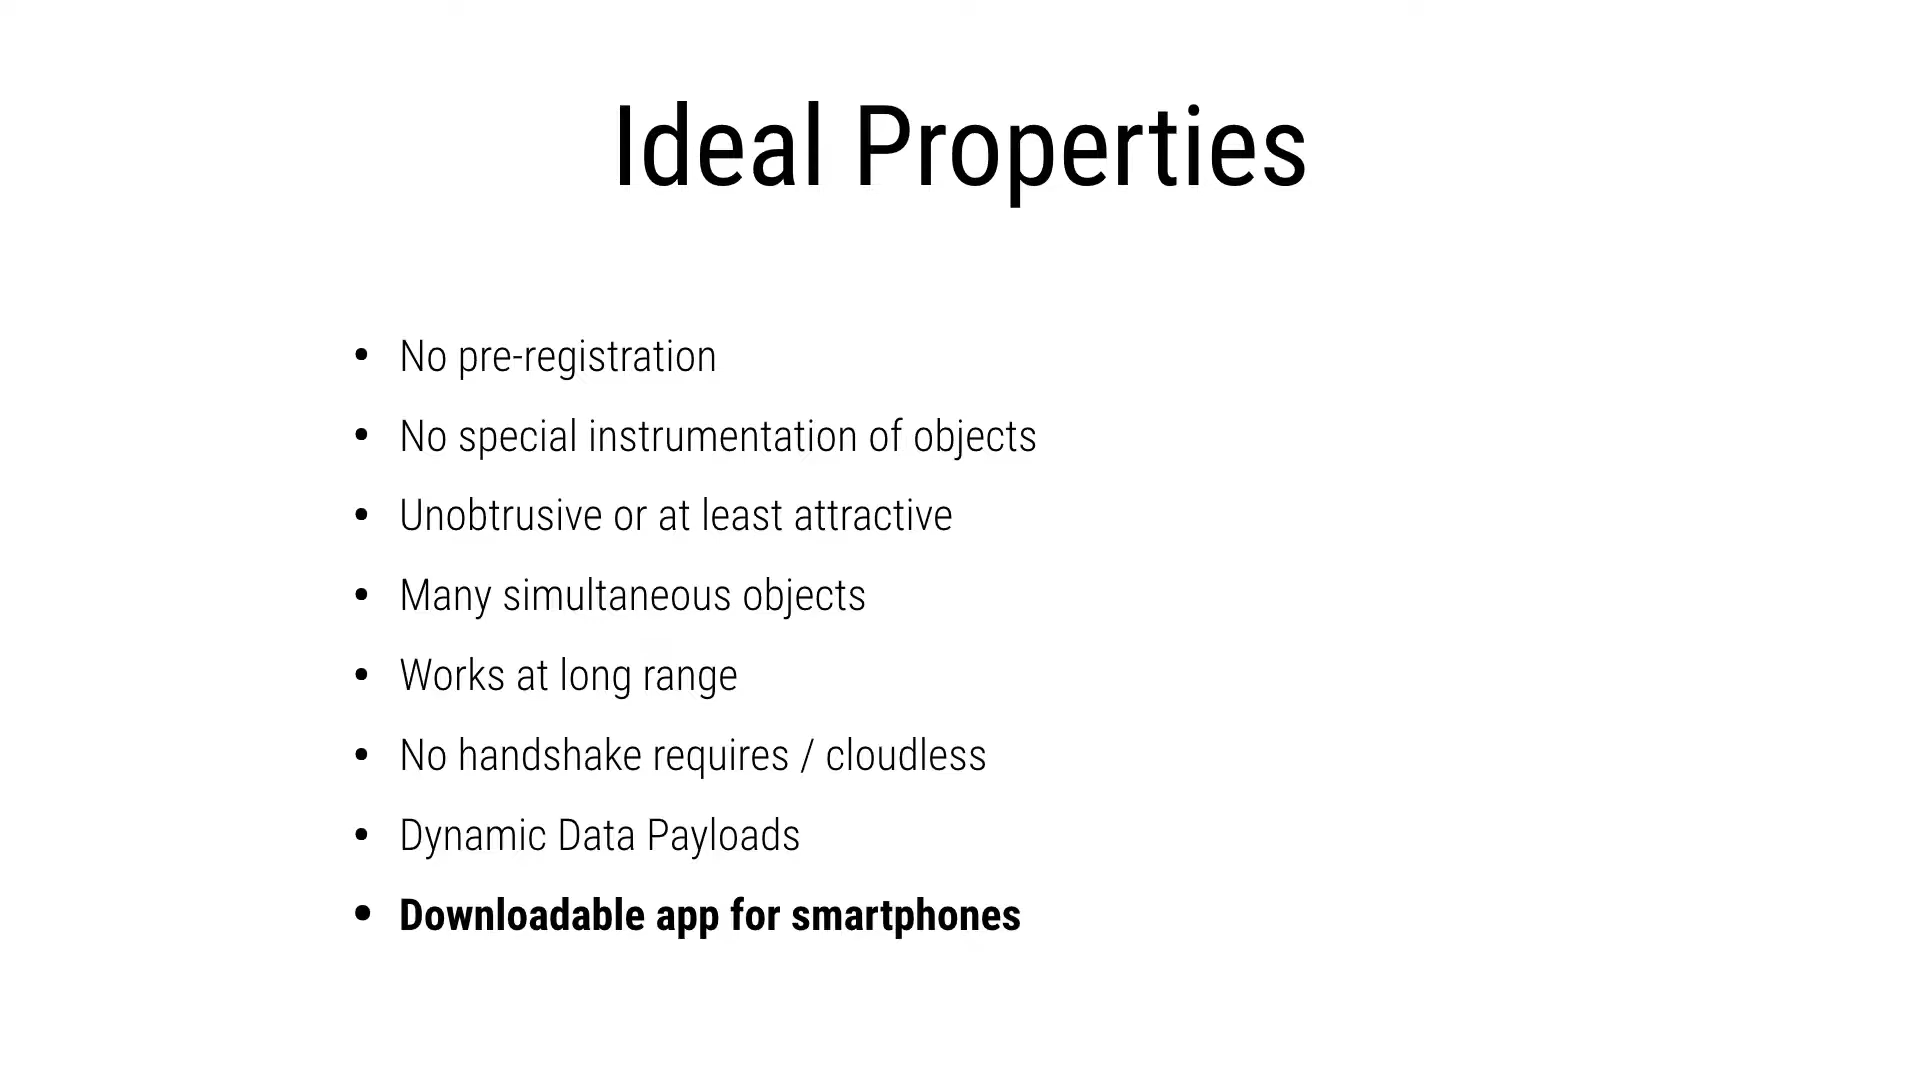 Ideal Properties
• No pre-registration
• No special instrumentation of objects
• Unobtrusive or at least attractive
• Many simultaneous objects
• Works at long range
• No handshake requires / cloudless
• Dynamic Data Payloads
• Downloadable app for smartphones